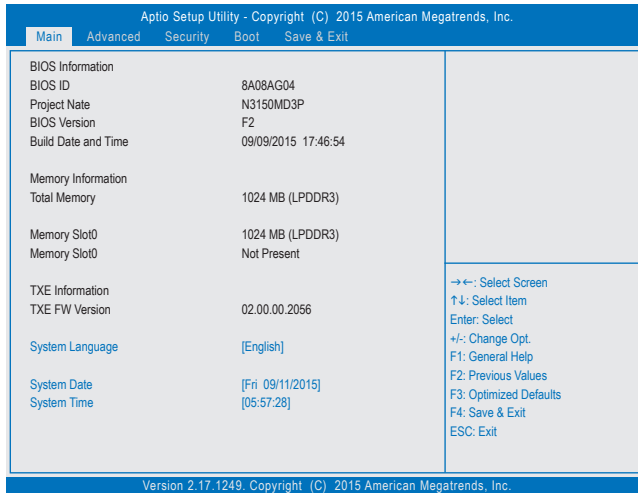 Aptio Setup Utility - Copyright (C) 2015 American Megatrends, Inc.
Main Advanced Security Boot Save & Exit
BIOS Information
BIOS ID 8A08AG04
Project Nate N3150MD3P
BIOS Version F2
Build Date and Time 09/09/2015 17:46:54
Memory Information
Total Memory 1024 MB (LPDDR3)
Memory Slot0 1024 MB (LPDDR3)
Memory Slot0 Not Present
TXE Information
TXE FW Version 02.00.00.2056
System Language [English]
System Date [Fri 09/11/2015]
System Time [05:57:28]
→←: Select Screen
↑↓: Select Item
Enter: Select
+/-: Change Opt.
F1: General Help
F2: Previous Values
F3: Optimized Defaults
F4: Save & Exit
ESC: Exit
Version 2.17.1249. Copyright (C) 2015 American Megatrends, Inc.